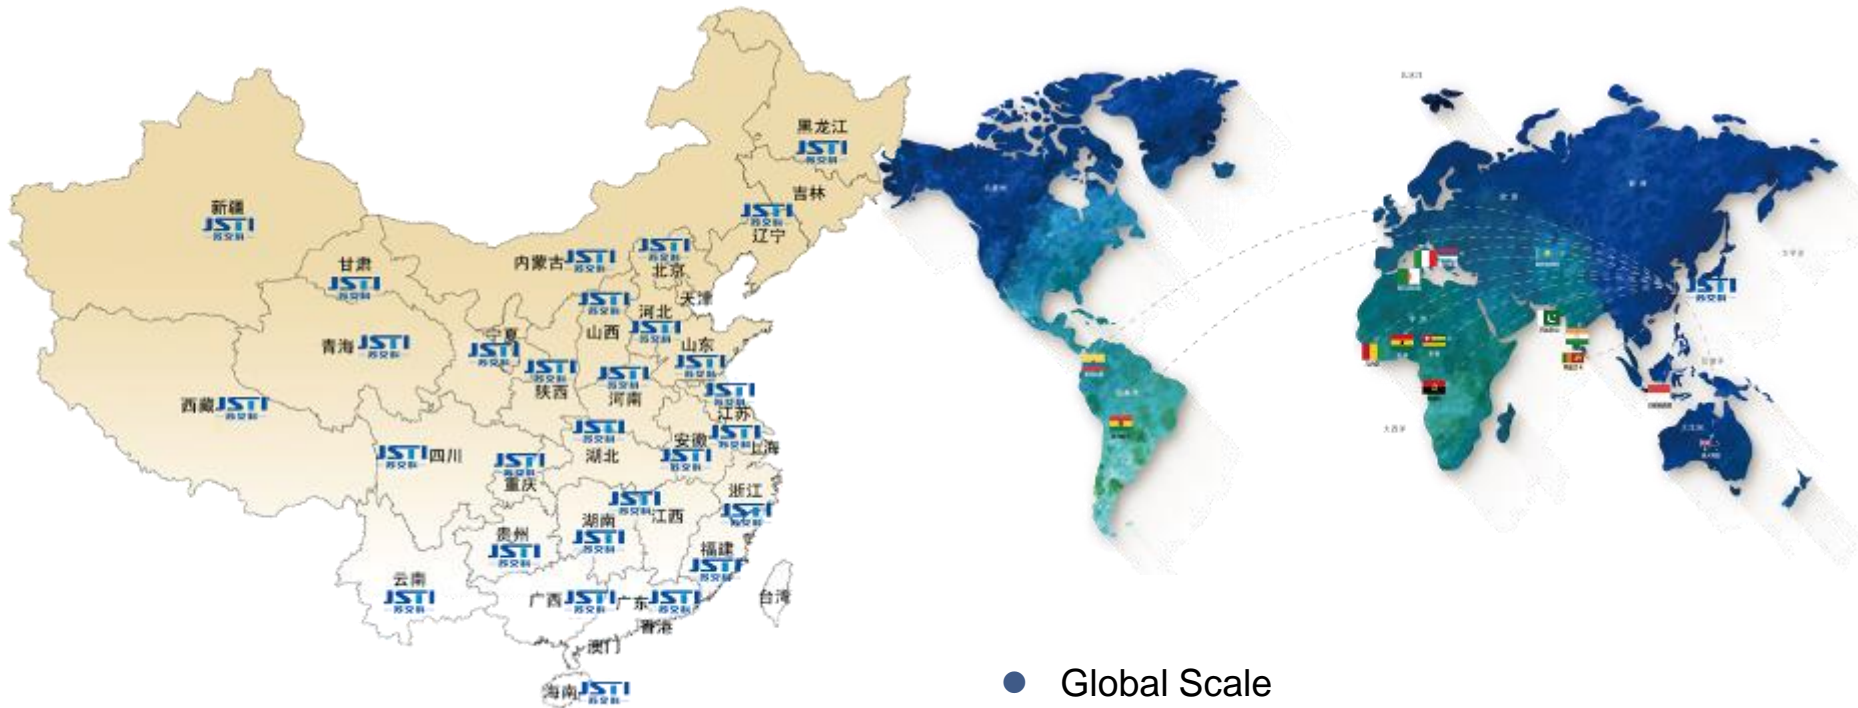 黑龙江
JSTI
苏交科
吉林
新疆
JSTI
苏交科
JSTI
苏交科
辽宁
内蒙古
JSTI
苏交科
JSTI
苏交科
北京
甘肃
JSTI
苏交科
天津
JSTI
苏交科
山西
河北
JSTI
苏交科
青海
JSTI
苏交科
宁夏
JSTI
苏交科
山东
JSTI
苏交科
JSTI
苏交科
陕西
JSTI
苏交科
河南
西藏
JSTI
苏交科
JSTI
苏交科
江苏
JSTI
苏交科
湖北
安徽
JSTI
苏交科
JSTI
苏交科
上海
JSTI
苏交科
四川
JSTI
苏交科
重庆
浙江
JSTI
苏交科
JSTI
苏交科
江西
湖南
JSTI
苏交科
贵州
JSTI
苏交科
福建
JSTI
苏交科
云南
JSTI
苏交科
广西
JSTI
苏交科
广东
JSTI
苏交科
台湾
香港
澳门
海南
JSTI
苏交科
JSTI
苏交科
Global Scale